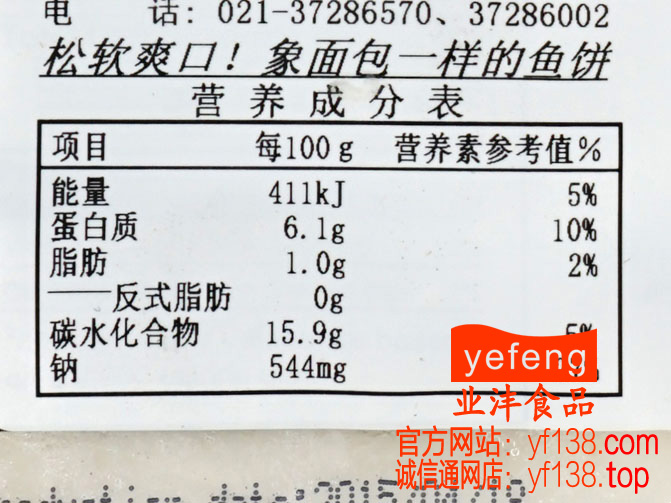 电 话: 021-37286570、37286002
松软爽口！象面包一样的鱼饼
营养成分表
项目 每100g 营养素参考值%
能量 411kJ 5%
蛋白质 6.1g 10%
脂肪 1.0g 2%
——反式脂肪 0g
碳水化合物 15.9g
钠 544mg
yefeng
业沣食品
官方网站: yf138.com
诚信通网店: yf138.top